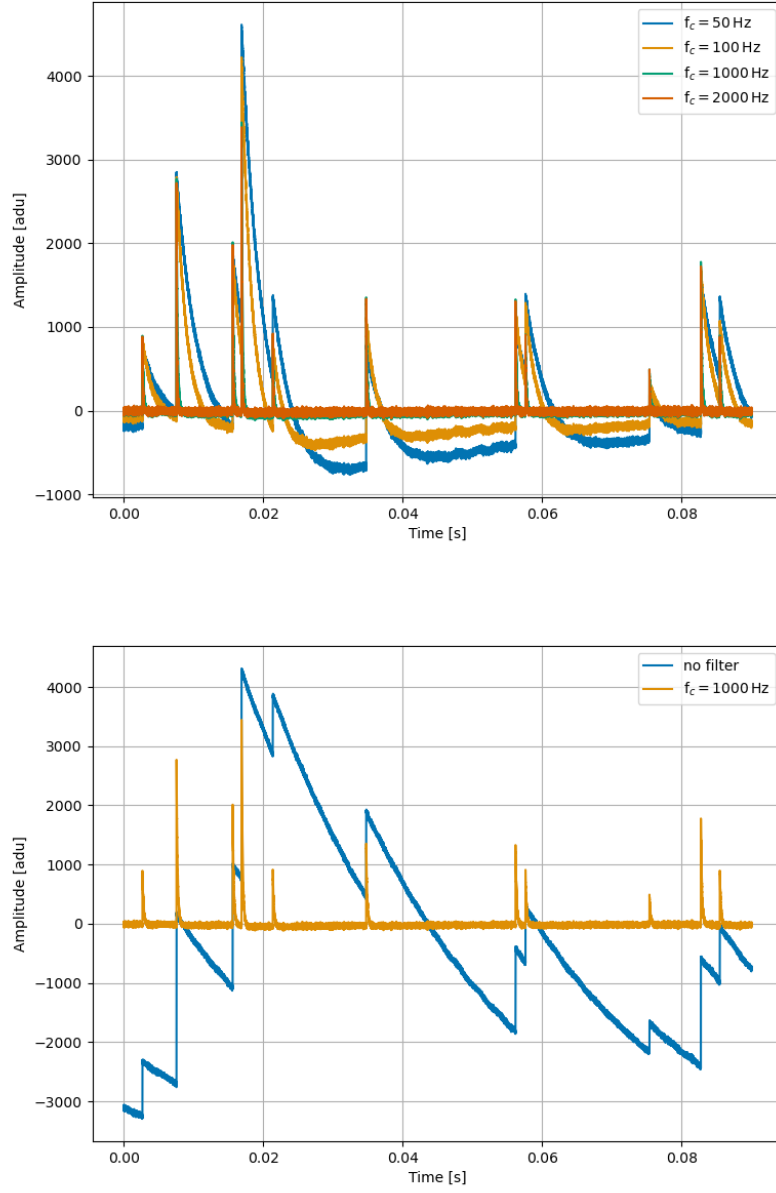 f_c = 50 Hz
f_c = 100 Hz
f_c = 1000 Hz
f_c = 2000 Hz
4000
3000
2000
1000
0
−1000
Amplitude [adu]
0.00 0.02 0.04 0.06 0.08
Time [s]
no filter
f_c = 1000 Hz
4000
3000
2000
1000
0
−1000
−2000
−3000
Amplitude [adu]
0.00 0.02 0.04 0.06 0.08
Time [s]